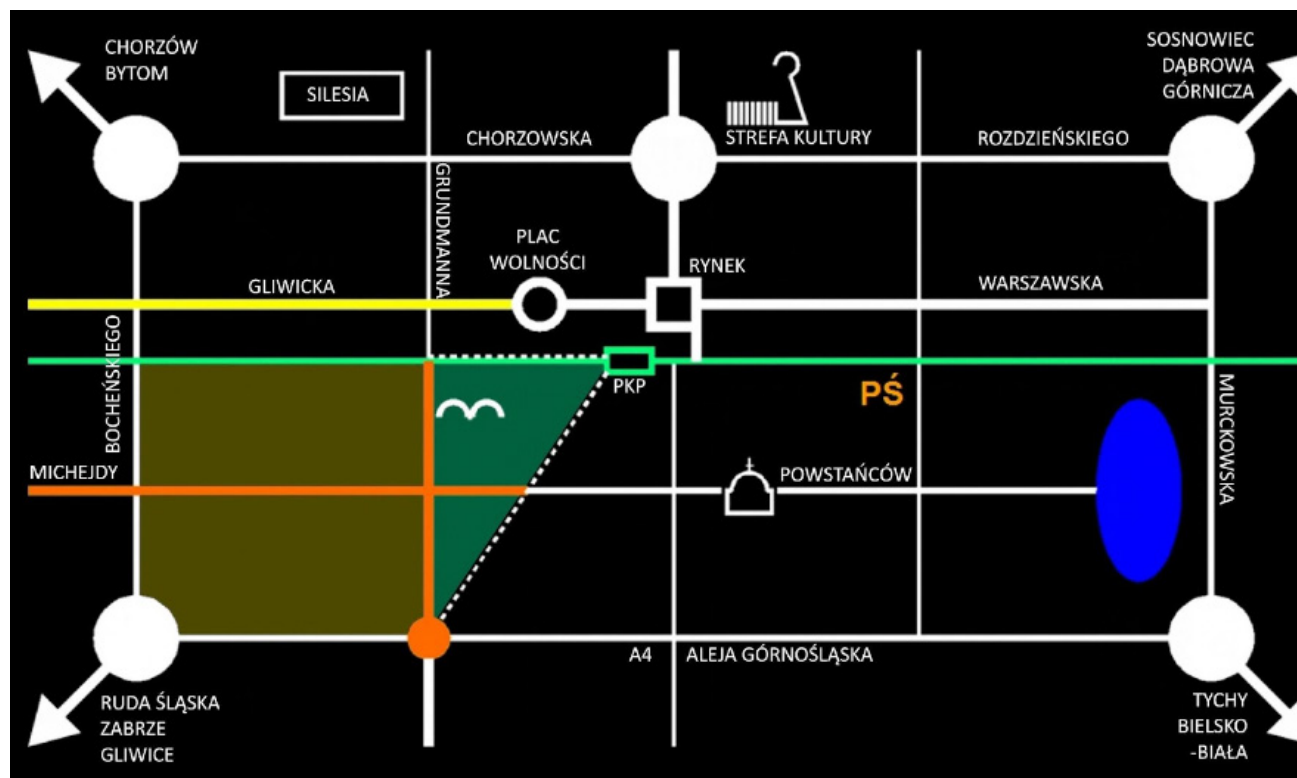 CHORZÓW
BYTOM
SILESIA
SOSNOWIEC
DĄBROWA
GÓRNICZA
CHORZOWSKA
STREFA KULTURY
ROZDZIEŃSKIEGO
GRUNDMANNA
PLAC
WOLNOŚCI
RYNEK
GLIWICKA
WARSZAWSKA
BOCHEŃSKIEGO
PKP
PŚ
MURCKOWSKA
MICHEJDY
POWSTAŃCÓW
A4 ALEJA GÓRNOŚLĄSKA
RUDA ŚLĄSKA
ZABRZE
GLIWICE
TYCHY
BIELSKO
-BIAŁA